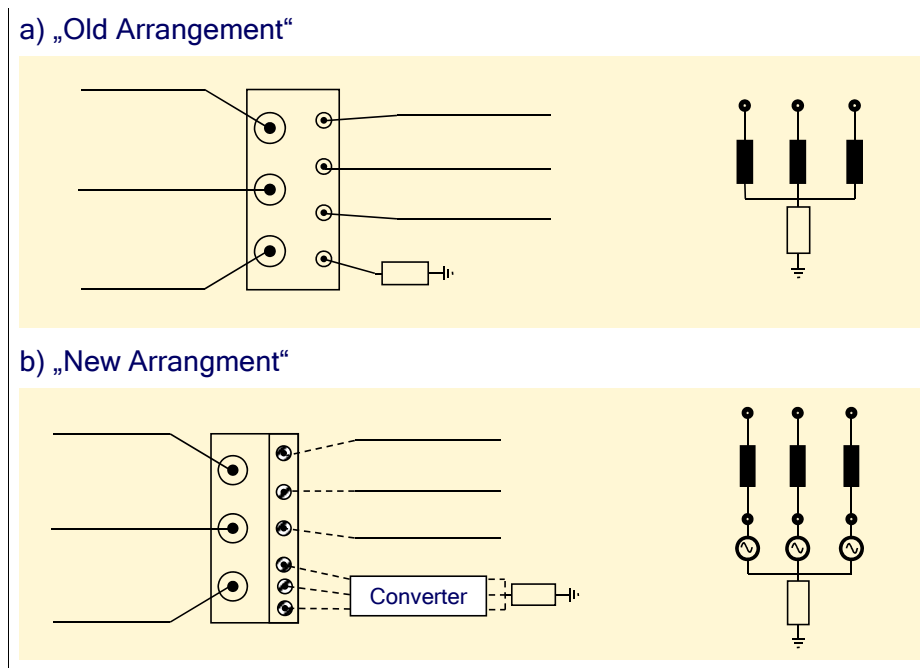 a) „Old Arrangement“
b) „New Arrangment“
Converter